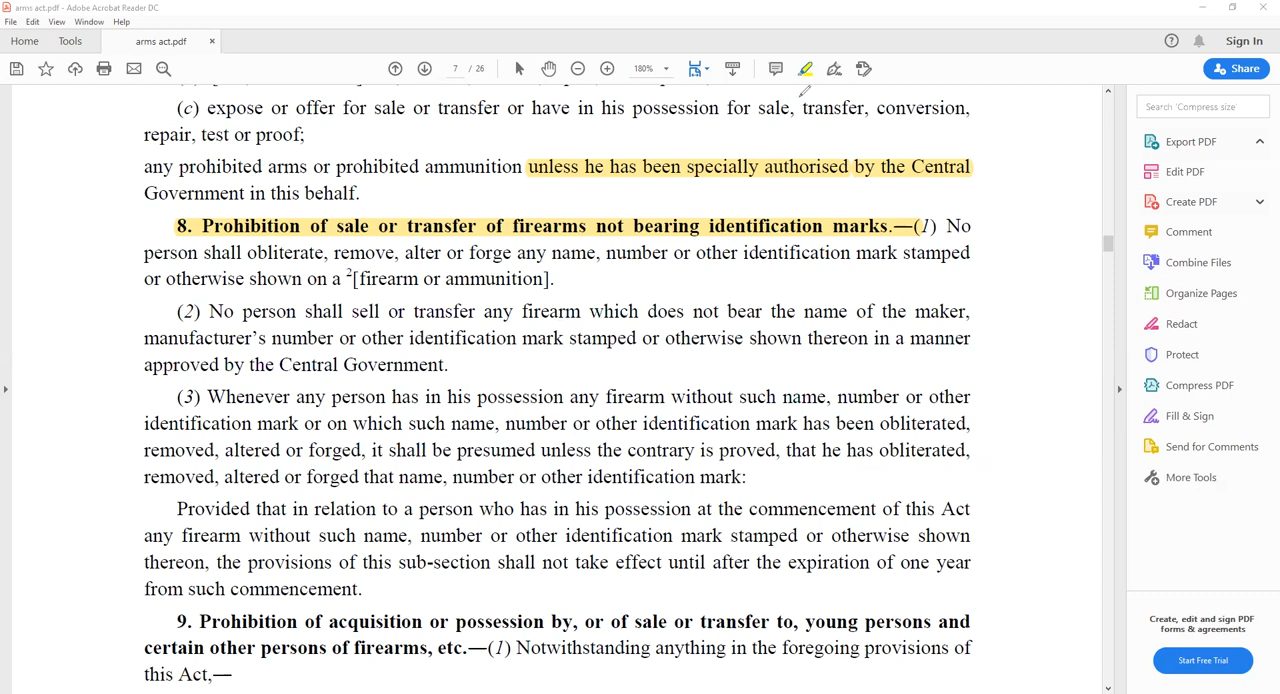 arms act.pdf - Adobe Acrobat Reader DC
File Edit View Window Help
Home Tools arms act.pdf × Sign In
7 / 26 180% Share
(c) expose or offer for sale or transfer or have in his possession for sale, transfer, conversion,
repair, test or proof;
any prohibited arms or prohibited ammunition unless he has been specially authorised by the Central
Government in this behalf.
8. Prohibition of sale or transfer of firearms not bearing identification marks.—(1) No
person shall obliterate, remove, alter or forge any name, number or other identification mark stamped
or otherwise shown on a 2[firearm or ammunition].
(2) No person shall sell or transfer any firearm which does not bear the name of the maker,
manufacturer’s number or other identification mark stamped or otherwise shown thereon in a manner
approved by the Central Government.
(3) Whenever any person has in his possession any firearm without such name, number or other
identification mark or on which such name, number or other identification mark has been obliterated,
removed, altered or forged, it shall be presumed unless the contrary is proved, that he has obliterated,
removed, altered or forged that name, number or other identification mark:
Provided that in relation to a person who has in his possession at the commencement of this Act
any firearm without such name, number or other identification mark stamped or otherwise shown
thereon, the provisions of this sub-section shall not take effect until after the expiration of one year
from such commencement.
9. Prohibition of acquisition or possession by, or of sale or transfer to, young persons and
certain other persons of firearms, etc.—(1) Notwithstanding anything in the foregoing provisions of
this Act,—
Search 'Compress size'
Export PDF
Edit PDF
Create PDF
Comment
Combine Files
Organize Pages
Redact
Protect
Compress PDF
Fill & Sign
Send for Comments
More Tools
Create, edit and sign PDF
forms & agreements
Start Free Trial